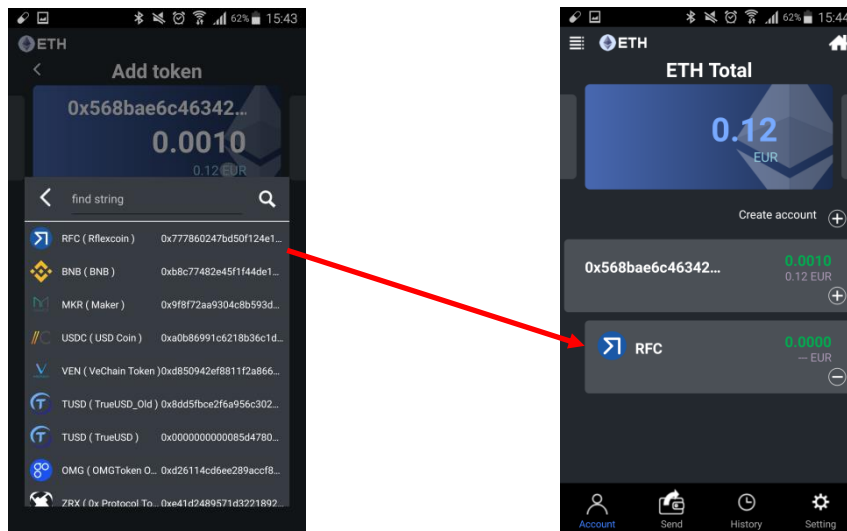 62% 15:43
ETH
Add token
0x568bae6c46342...
0.0010
0.12 EUR
find string
RFC ( Rflexcoin ) 0x777860247bd50f124e1...
BNB ( BNB ) 0xb8c77482e45f1f44de1...
MKR ( Maker ) 0x9f8f72aa9304c8b593d...
USDC ( USD Coin ) 0xa0b86991c6218b36c1d...
VEN ( VeChain Token ) 0xd850942ef8811f2a866...
TUSD ( TrueUSD_Old ) 0x8dd5fbce2f6a956c302...
TUSD ( TrueUSD ) 0x0000000000085d4780...
OMG ( OMGToken O... 0xd26114cd6ee289accf8...
ZRX ( 0x Protocol To... 0xe41d2489571d3221892...
62% 15:44
ETH
ETH Total
0.12
EUR
Create account
0x568bae6c46342... 0.0010
0.12 EUR
RFC 0.0000
-- EUR
Account Send History Setting